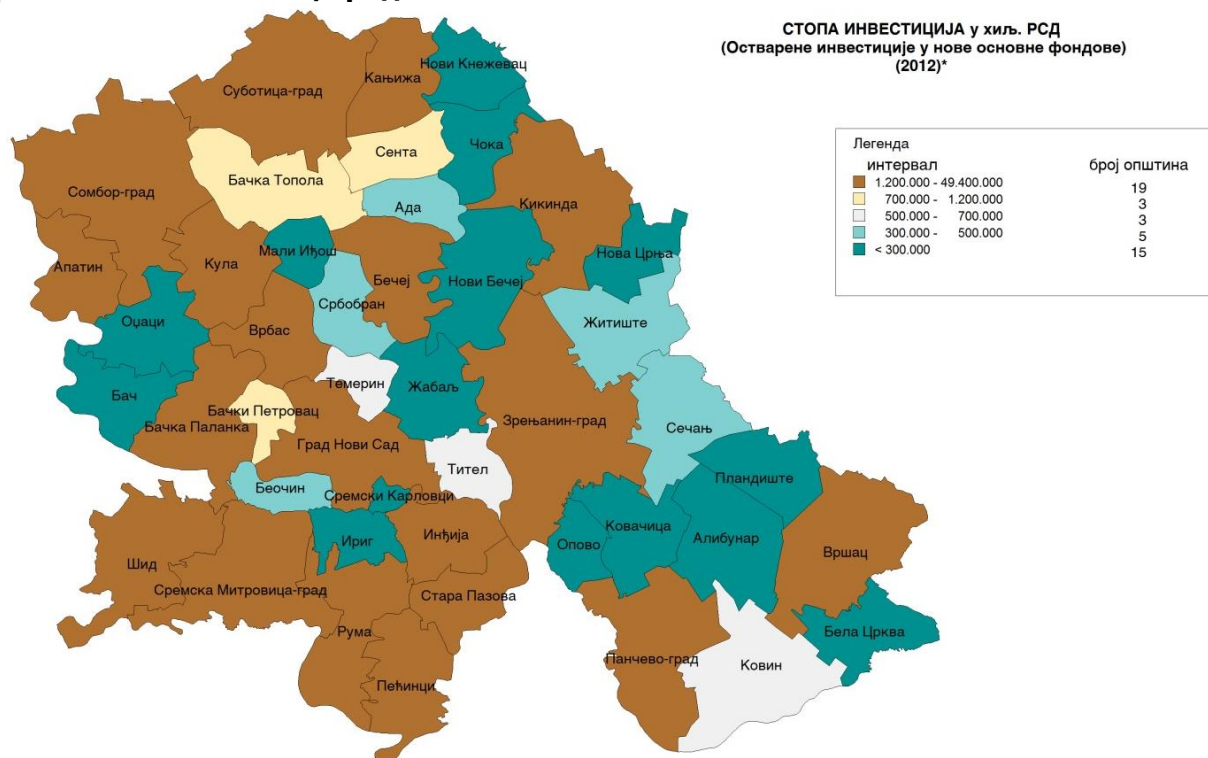 СТОПА ИНВЕСТИЦИЈА у хиљ. РСД
(Остварене инвестиције у нове основне фондове)
(2012)*
Легенда
интервал број општина
1.200.000 - 49.400.000 19
700.000 - 1.200.000 3
500.000 - 700.000 3
300.000 - 500.000 5
< 300.000 15
Нови Кнежевац
Кањижа
Суботица-град
Чока
Сента
Бачка Топола
Сомбор-град
Ада
Кикинда
Мали Иђош
Нова Црња
Кула
Апатин
Бечеј
Нови Бечеј
Србобран
Оџаци
Житиште
Врбас
Темерин
Жабаљ
Бач
Бачки Петровац
Бачка Паланка
Зрењанин-град
Сечањ
Град Нови Сад
Тител
Пландиште
Беочин
Сремски Карловци
Ковачица
Инђија
Ириг
Опово
Алибунар
Вршац
Шид
Сремска Митровица-град
Стара Пазова
Рума
Бела Црква
Панчево-град
Ковин
Пећинци